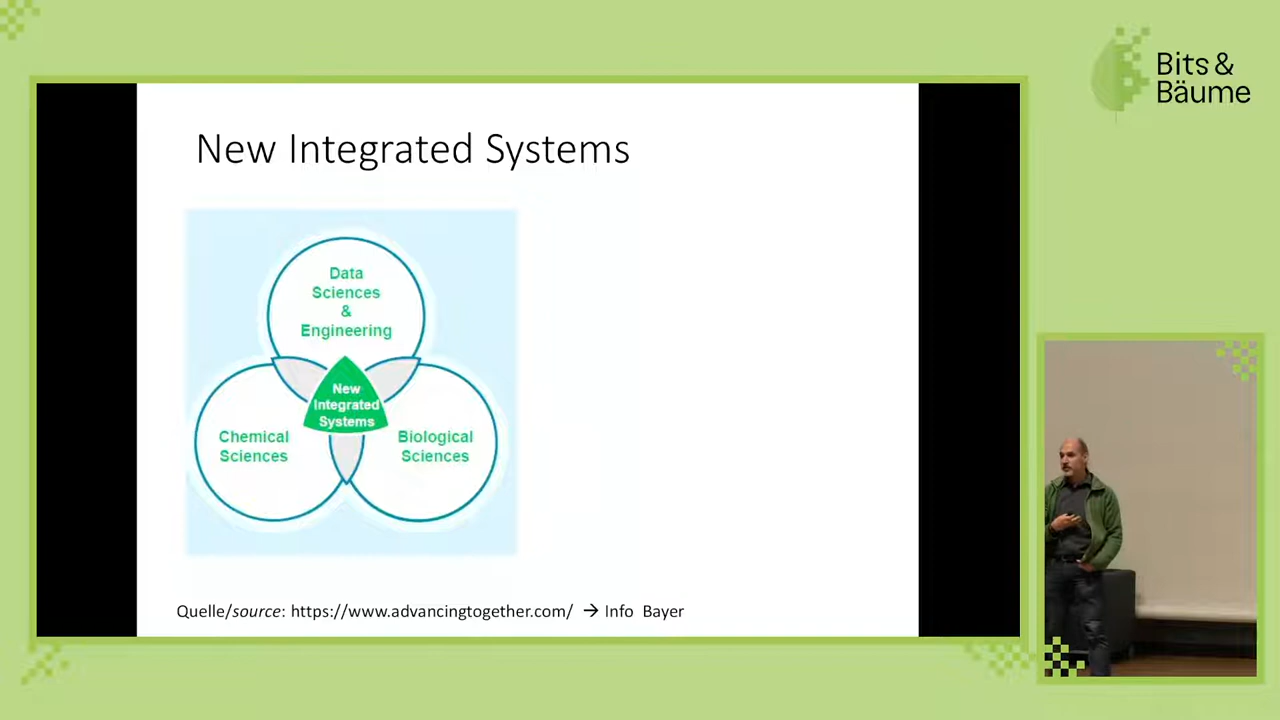 Bits &
Bäume
New Integrated Systems
Data
Sciences
&
Engineering
New
Integrated
Systems
Chemical
Sciences
Biological
Sciences
Quelle/source: https://www.advancingtogether.com/ → Info Bayer